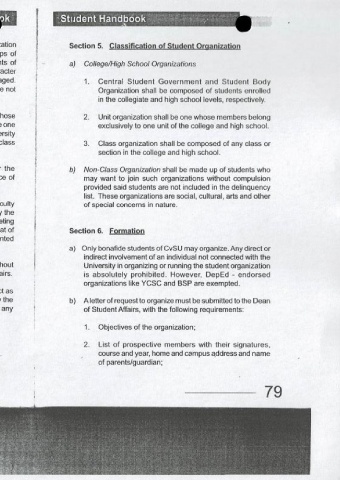 ok
zation
ps of
nts of
racter
aged
e not
hose
e one
ersity
class
r the
ce of
culty
y the
eting
at of
nted
hout
airs.
ct as
the
any
Student Handbook
Section 5. Classification of Student Organization
a) College/High School Organizations
1. Central Student Government and Student Body
Organization shall be composed of students enrolled
in the collegiate and high school levels, respectively.
2. Unit organization shall be one whose members belong
exclusively to one unit of the college and high school.
3. Class organization shall be composed of any class or
section in the college and high school.
b) Non-Class Organization shall be made up of students who
may want to join such organizations without compulsion
provided said students are not included in the delinquency
list. These organizations are social, cultural, arts and other
of special concerns in nature.
Section 6. Formation
a) Only bonafide students of CvSU may organize. Any direct or
indirect involvement of an individual not connected with the
University in organizing or running the student organization
is absolutely prohibited. However, DepEd - endorsed
organizations like YCSC and BSP are exempted.
b) A letter of request to organize must be submitted to the Dean
of Student Affairs, with the following requirements:
1. Objectives of the organization;
2. List of prospective members with their signatures,
course and year, home and campus address and name
of parents/guardian;
79